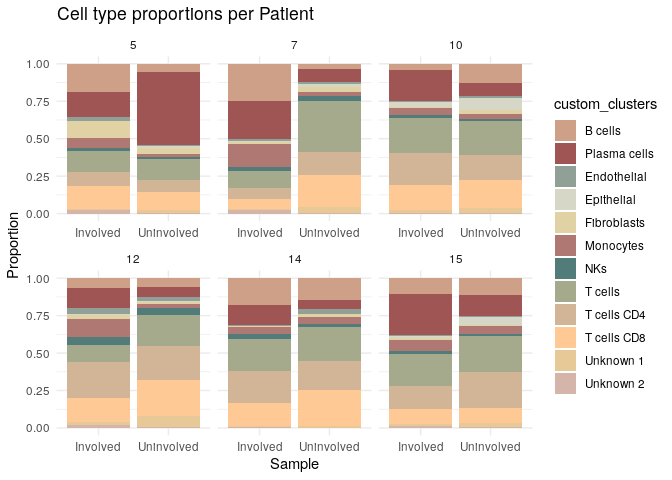 Cell type proportions per Patient
5
7
10
1.00
0.75
0.50
0.25
0.00
Involved
Uninvolved
Involved
Uninvolved
Involved
Uninvolved
12
14
15
1.00
0.75
0.50
0.25
0.00
Involved
Uninvolved
Involved
Uninvolved
Involved
Uninvolved
Proportion
Sample
custom_clusters
B cells
Plasma cells
Endothelial
Epithelial
Fibroblasts
Monocytes
NKs
T cells
T cells CD4
T cells CD8
Unknown 1
Unknown 2